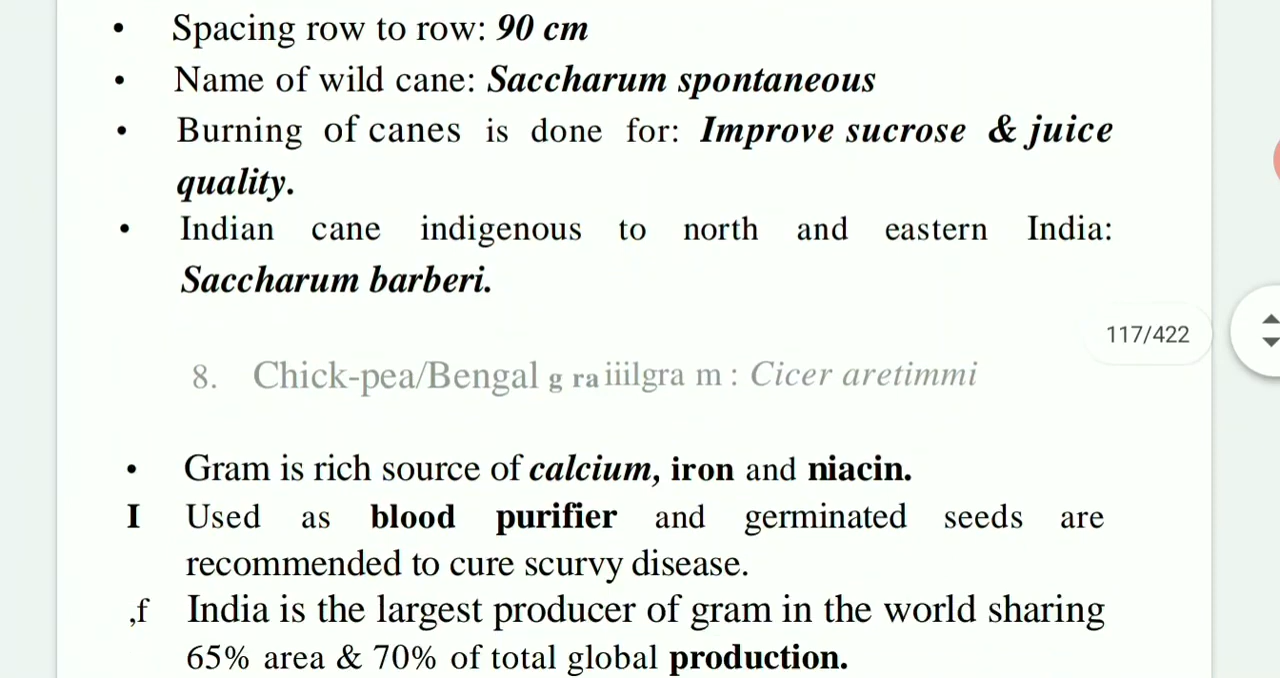 • Spacing row to row: 90 cm
• Name of wild cane: Saccharum spontaneous
• Burning of canes is done for: Improve sucrose & juice
quality.
• Indian cane indigenous to north and eastern India:
Saccharum barberi.
117/422
8. Chick-pea/Bengal g ra iiilgra m : Cicer aretimmi
• Gram is rich source of calcium, iron and niacin.
I Used as blood purifier and germinated seeds are
recommended to cure scurvy disease.
,f India is the largest producer of gram in the world sharing
65% area & 70% of total global production.